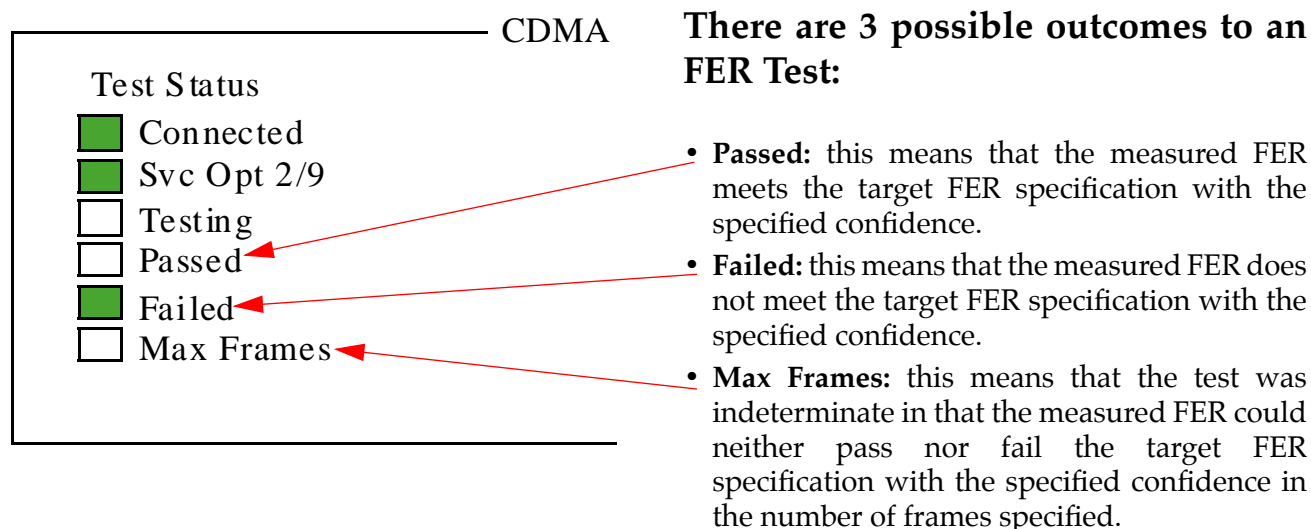 CDMA
Test Status
Connected
Svc Opt 2/9
Testing
Passed
Failed
Max Frames
There are 3 possible outcomes to an
FER Test:
• Passed: this means that the measured FER
meets the target FER specification with the
specified confidence.
• Failed: this means that the measured FER does
not meet the target FER specification with the
specified confidence.
• Max Frames: this means that the test was
indeterminate in that the measured FER could
neither pass nor fail the target FER
specification with the specified confidence in
the number of frames specified.